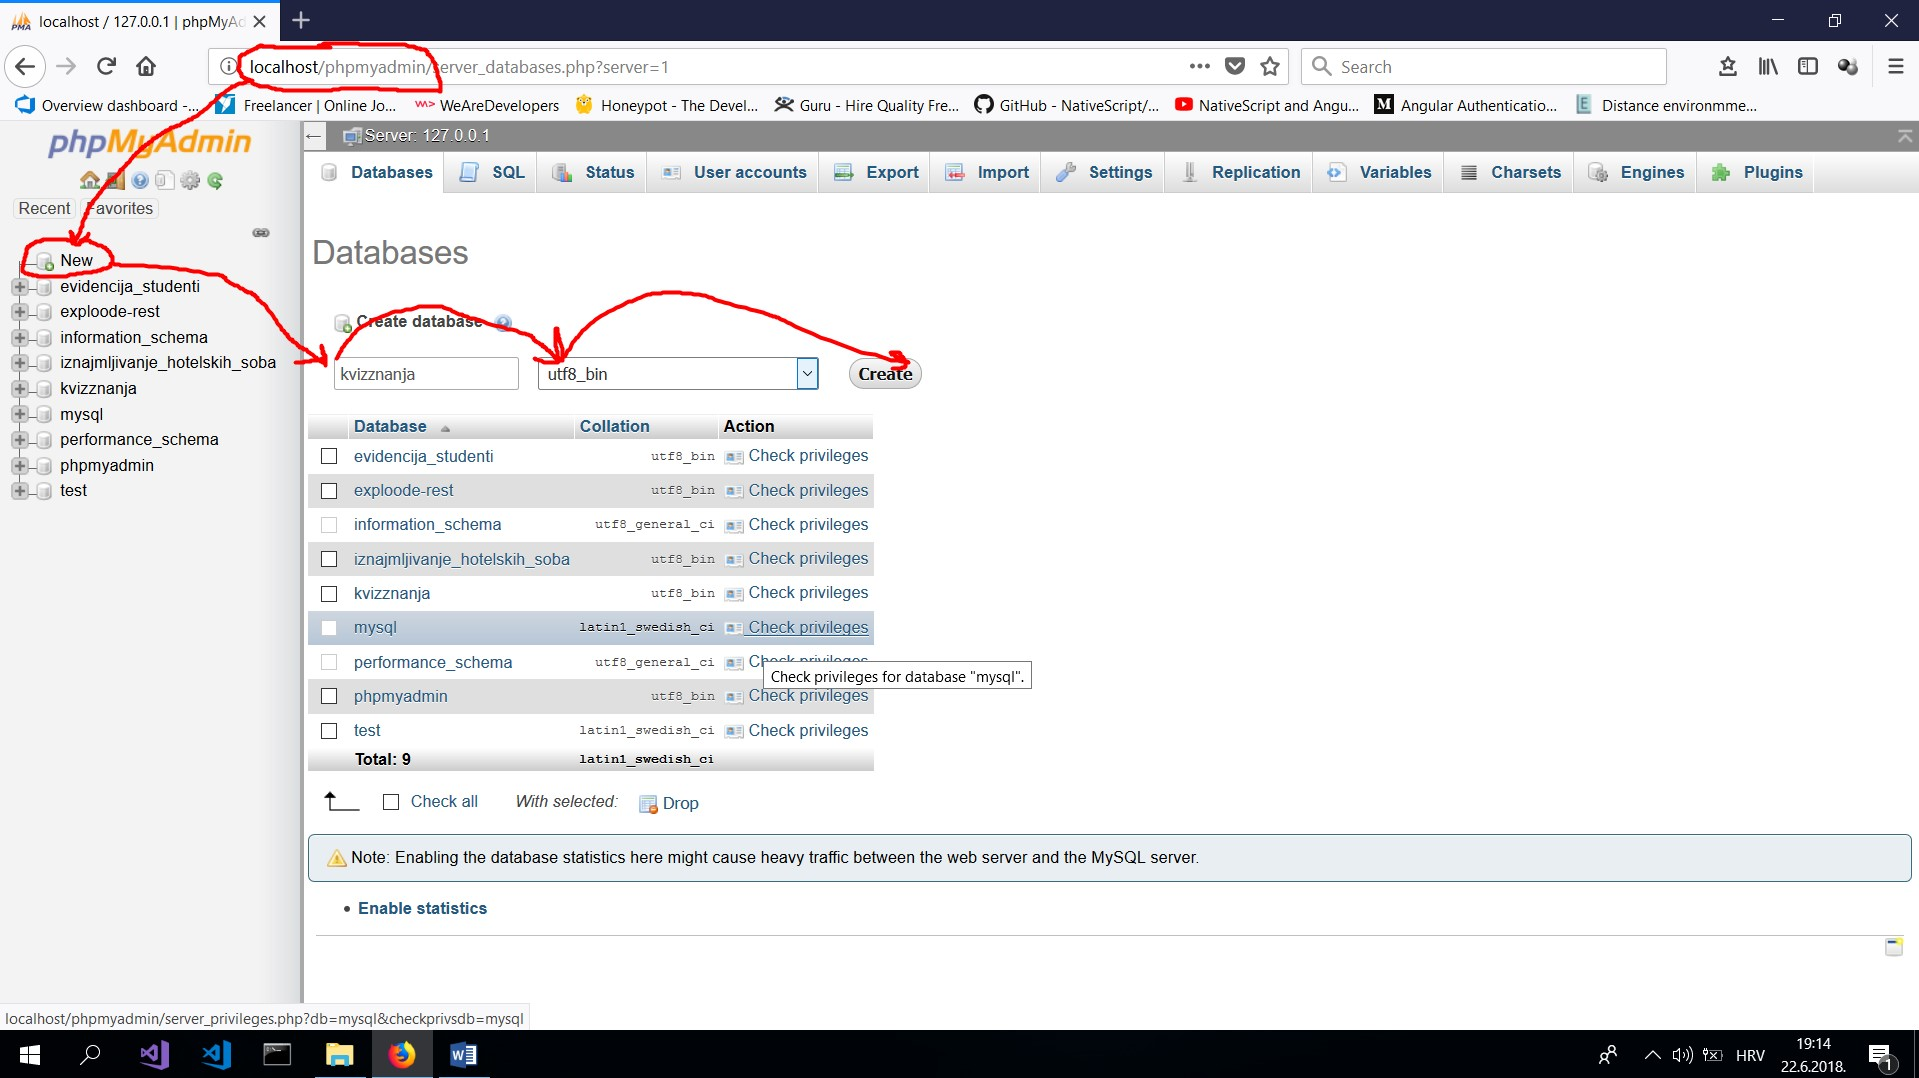 localhost / 127.0.0.1 | phpMyAd
localhost/phpmyadmin/server_databases.php?server=1
Search
Overview dashboard -... Freelancer | Online Jo... WeAreDevelopers Honeypot - The Devel... Guru - Hire Quality Fre... GitHub - NativeScript/... NativeScript and Angu... M Angular Authenticatio... E Distance environmme...
phpMyAdmin
Recent Favorites
New
evidencija_studenti
exploode-rest
information_schema
iznajmljivanje_hotelskih_soba
kvizznanja
mysql
performance_schema
phpmyadmin
test
Server: 127.0.0.1
Databases SQL Status User accounts Export Import Settings Replication Variables Charsets Engines Plugins
Databases
Create database
kvizznanja utf8_bin Create
Database Collation Action
evidencija_studenti utf8_bin Check privileges
exploode-rest utf8_bin Check privileges
information_schema utf8_general_ci Check privileges
iznajmljivanje_hotelskih_soba utf8_bin Check privileges
kvizznanja utf8_bin Check privileges
mysql latin1_swedish_ci Check privileges
performance_schema utf8_general_ci Check privileges
Check privileges for database "mysql".
phpmyadmin utf8_bin Check privileges
test latin1_swedish_ci Check privileges
Total: 9 latin1_swedish_ci
Check all With selected: Drop
Note: Enabling the database statistics here might cause heavy traffic between the web server and the MySQL server.
Enable statistics
localhost/phpmyadmin/server_privileges.php?db=mysql&checkprivsdb=mysql
HRV
19:14
22.6.2018.
1